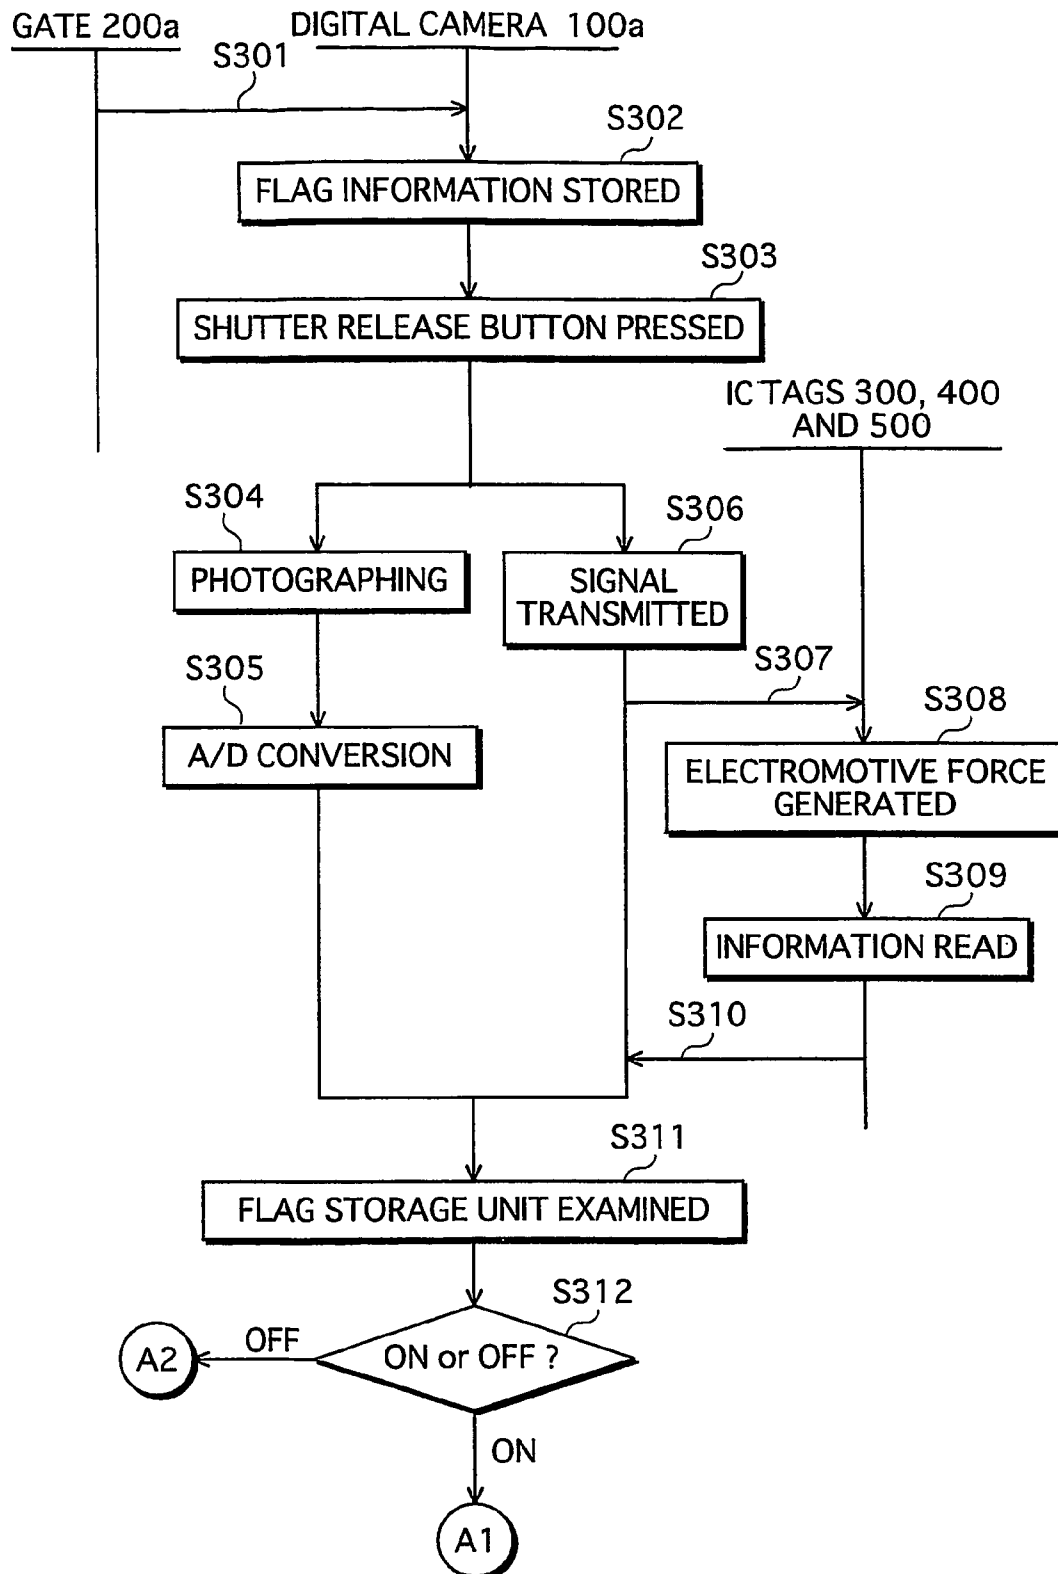 GATE 200a
DIGITAL CAMERA 100a
S301
S302
FLAG INFORMATION STORED
S303
SHUTTER RELEASE BUTTON PRESSED
IC TAGS 300, 400
AND 500
S304
PHOTOGRAPHING
S306
SIGNAL
TRANSMITTED
S305
A/D CONVERSION
S307
S308
ELECTROMOTIVE FORCE
GENERATED
S309
INFORMATION READ
S310
S311
FLAG STORAGE UNIT EXAMINED
S312
ON or OFF ?
OFF
A2
ON
A1